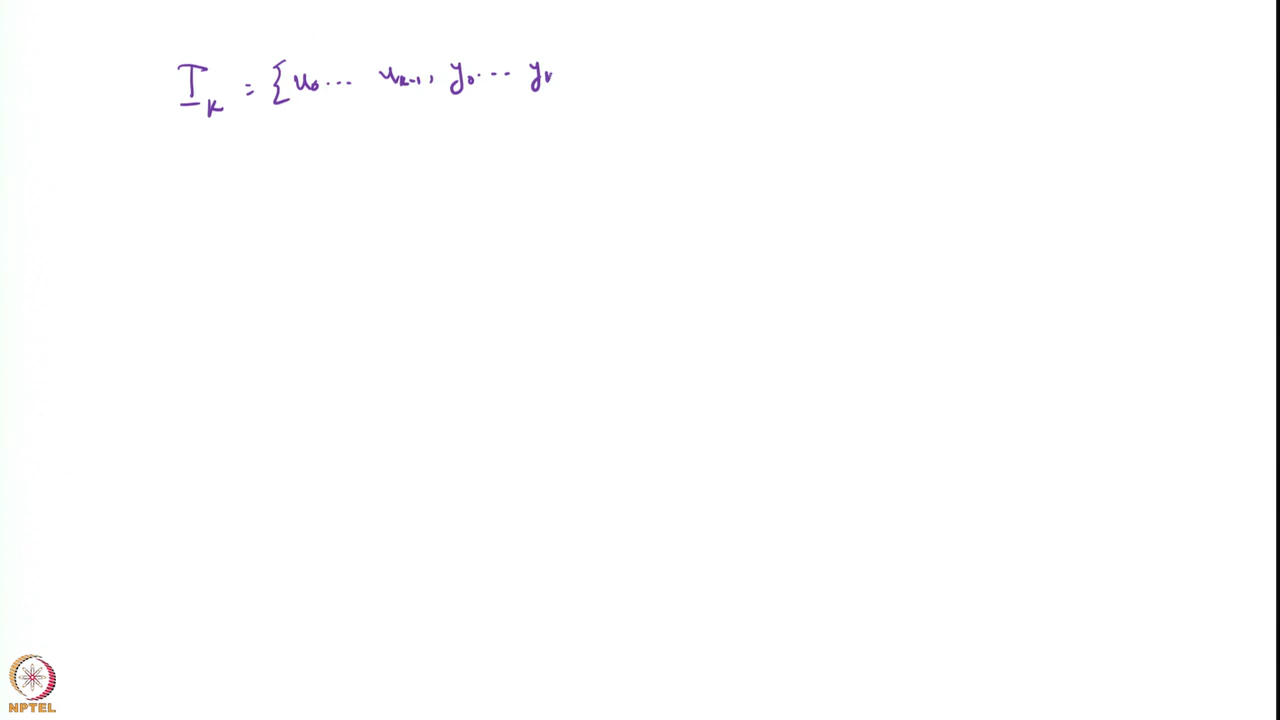 I_k = {u_0 ... u_{k-1}, y_0 ... y_k
NPTEL